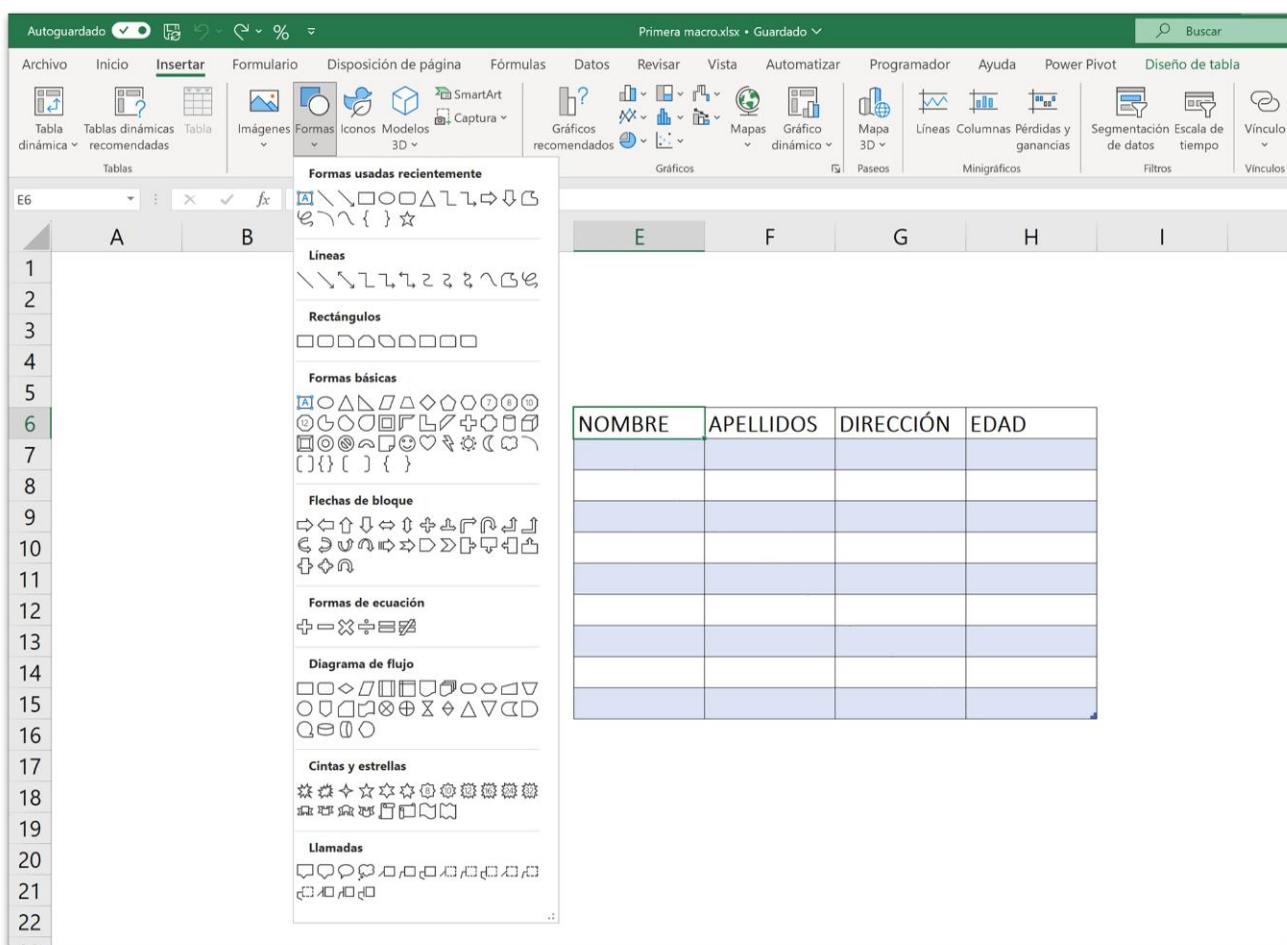 Autoguardado
Primera macro.xlsx • Guardado
Buscar
Archivo Inicio Insertar Formulario Disposición de página Fórmulas Datos Revisar Vista Automatizar Programador Ayuda Power Pivot Diseño de tabla
Tabla dinámica
Tablas dinámicas recomendadas
Tabla
Tablas
Imágenes
Formas
Iconos
Modelos 3D
SmartArt
Captura
Gráficos recomendados
Mapas
Gráfico dinámico
Gráficos
Mapa 3D
Paseos
Líneas
Columnas
Pérdidas y ganancias
Minigráficos
Segmentación de datos
Escala de tiempo
Filtros
Vínculo
Vínculos
E6
fx
A B E F G H I
Formas usadas recientemente
Líneas
Rectángulos
Formas básicas
Flechas de bloque
Formas de ecuación
Diagrama de flujo
Cintas y estrellas
Llamadas
1
2
3
4
5
6 NOMBRE APELLIDOS DIRECCIÓN EDAD
7
8
9
10
11
12
13
14
15
16
17
18
19
20
21
22